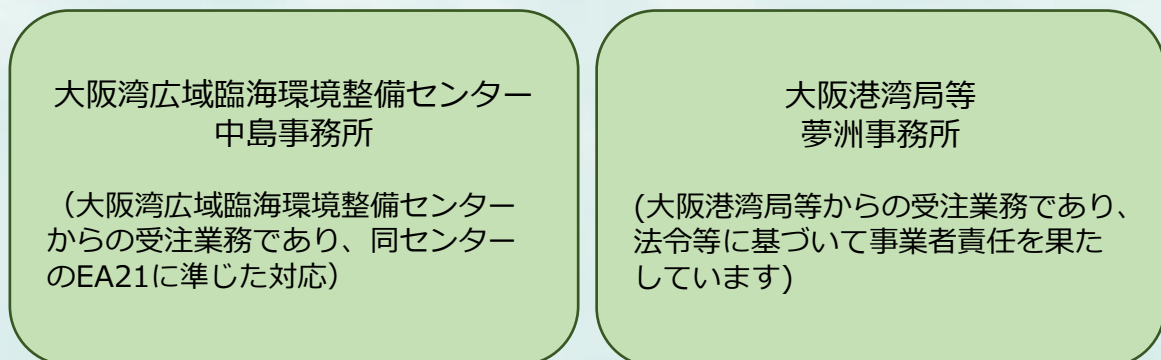 大阪湾広域臨海環境整備センター
中島事務所
（大阪湾広域臨海環境整備センター
からの受注業務であり、同センター
のEA21に準じた対応）
大阪港湾局等
夢洲事務所
(大阪港湾局等からの受注業務であり、
法令等に基づいて事業者責任を果た
しています)